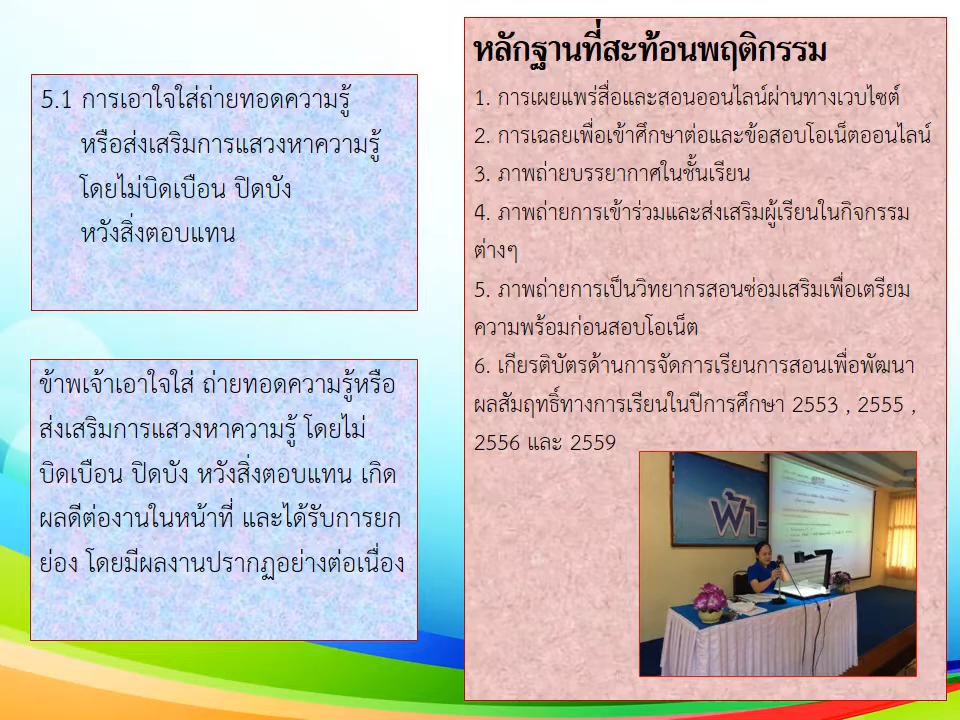 5.1 การเอาใจใส่ถ่ายทอดความรู้
หรือส่งเสริมการแสวงหาความรู้
โดยไม่บิดเบือน ปิดบัง
หวังสิ่งตอบแทน
ข้าพเจ้าเอาใจใส่ ถ่ายทอดความรู้หรือ
ส่งเสริมการแสวงหาความรู้ โดยไม่
บิดเบือน ปิดบัง หวังสิ่งตอบแทน เกิด
ผลดีต่องานในหน้าที่ และได้รับการยก
ย่อง โดยมีผลงานปรากฏอย่างต่อเนื่อง
หลักฐานที่สะท้อนพฤติกรรม
1. การเผยแพร่สื่อและสอนออนไลน์ผ่านทางเวบไซต์
2. การเฉลยเพื่อเข้าศึกษาต่อและข้อสอบโอเน็ตออนไลน์
3. ภาพถ่ายบรรยากาศในชั้นเรียน
4. ภาพถ่ายการเข้าร่วมและส่งเสริมผู้เรียนในกิจกรรม
ต่างๆ
5. ภาพถ่ายการเป็นวิทยากรสอนซ่อมเสริมเพื่อเตรียม
ความพร้อมก่อนสอบโอเน็ต
6. เกียรติบัตรด้านการจัดการเรียนการสอนเพื่อพัฒนา
ผลสัมฤทธิ์ทางการเรียนในปีการศึกษา 2553 , 2555 ,
2556 และ 2559
ฟ้า-